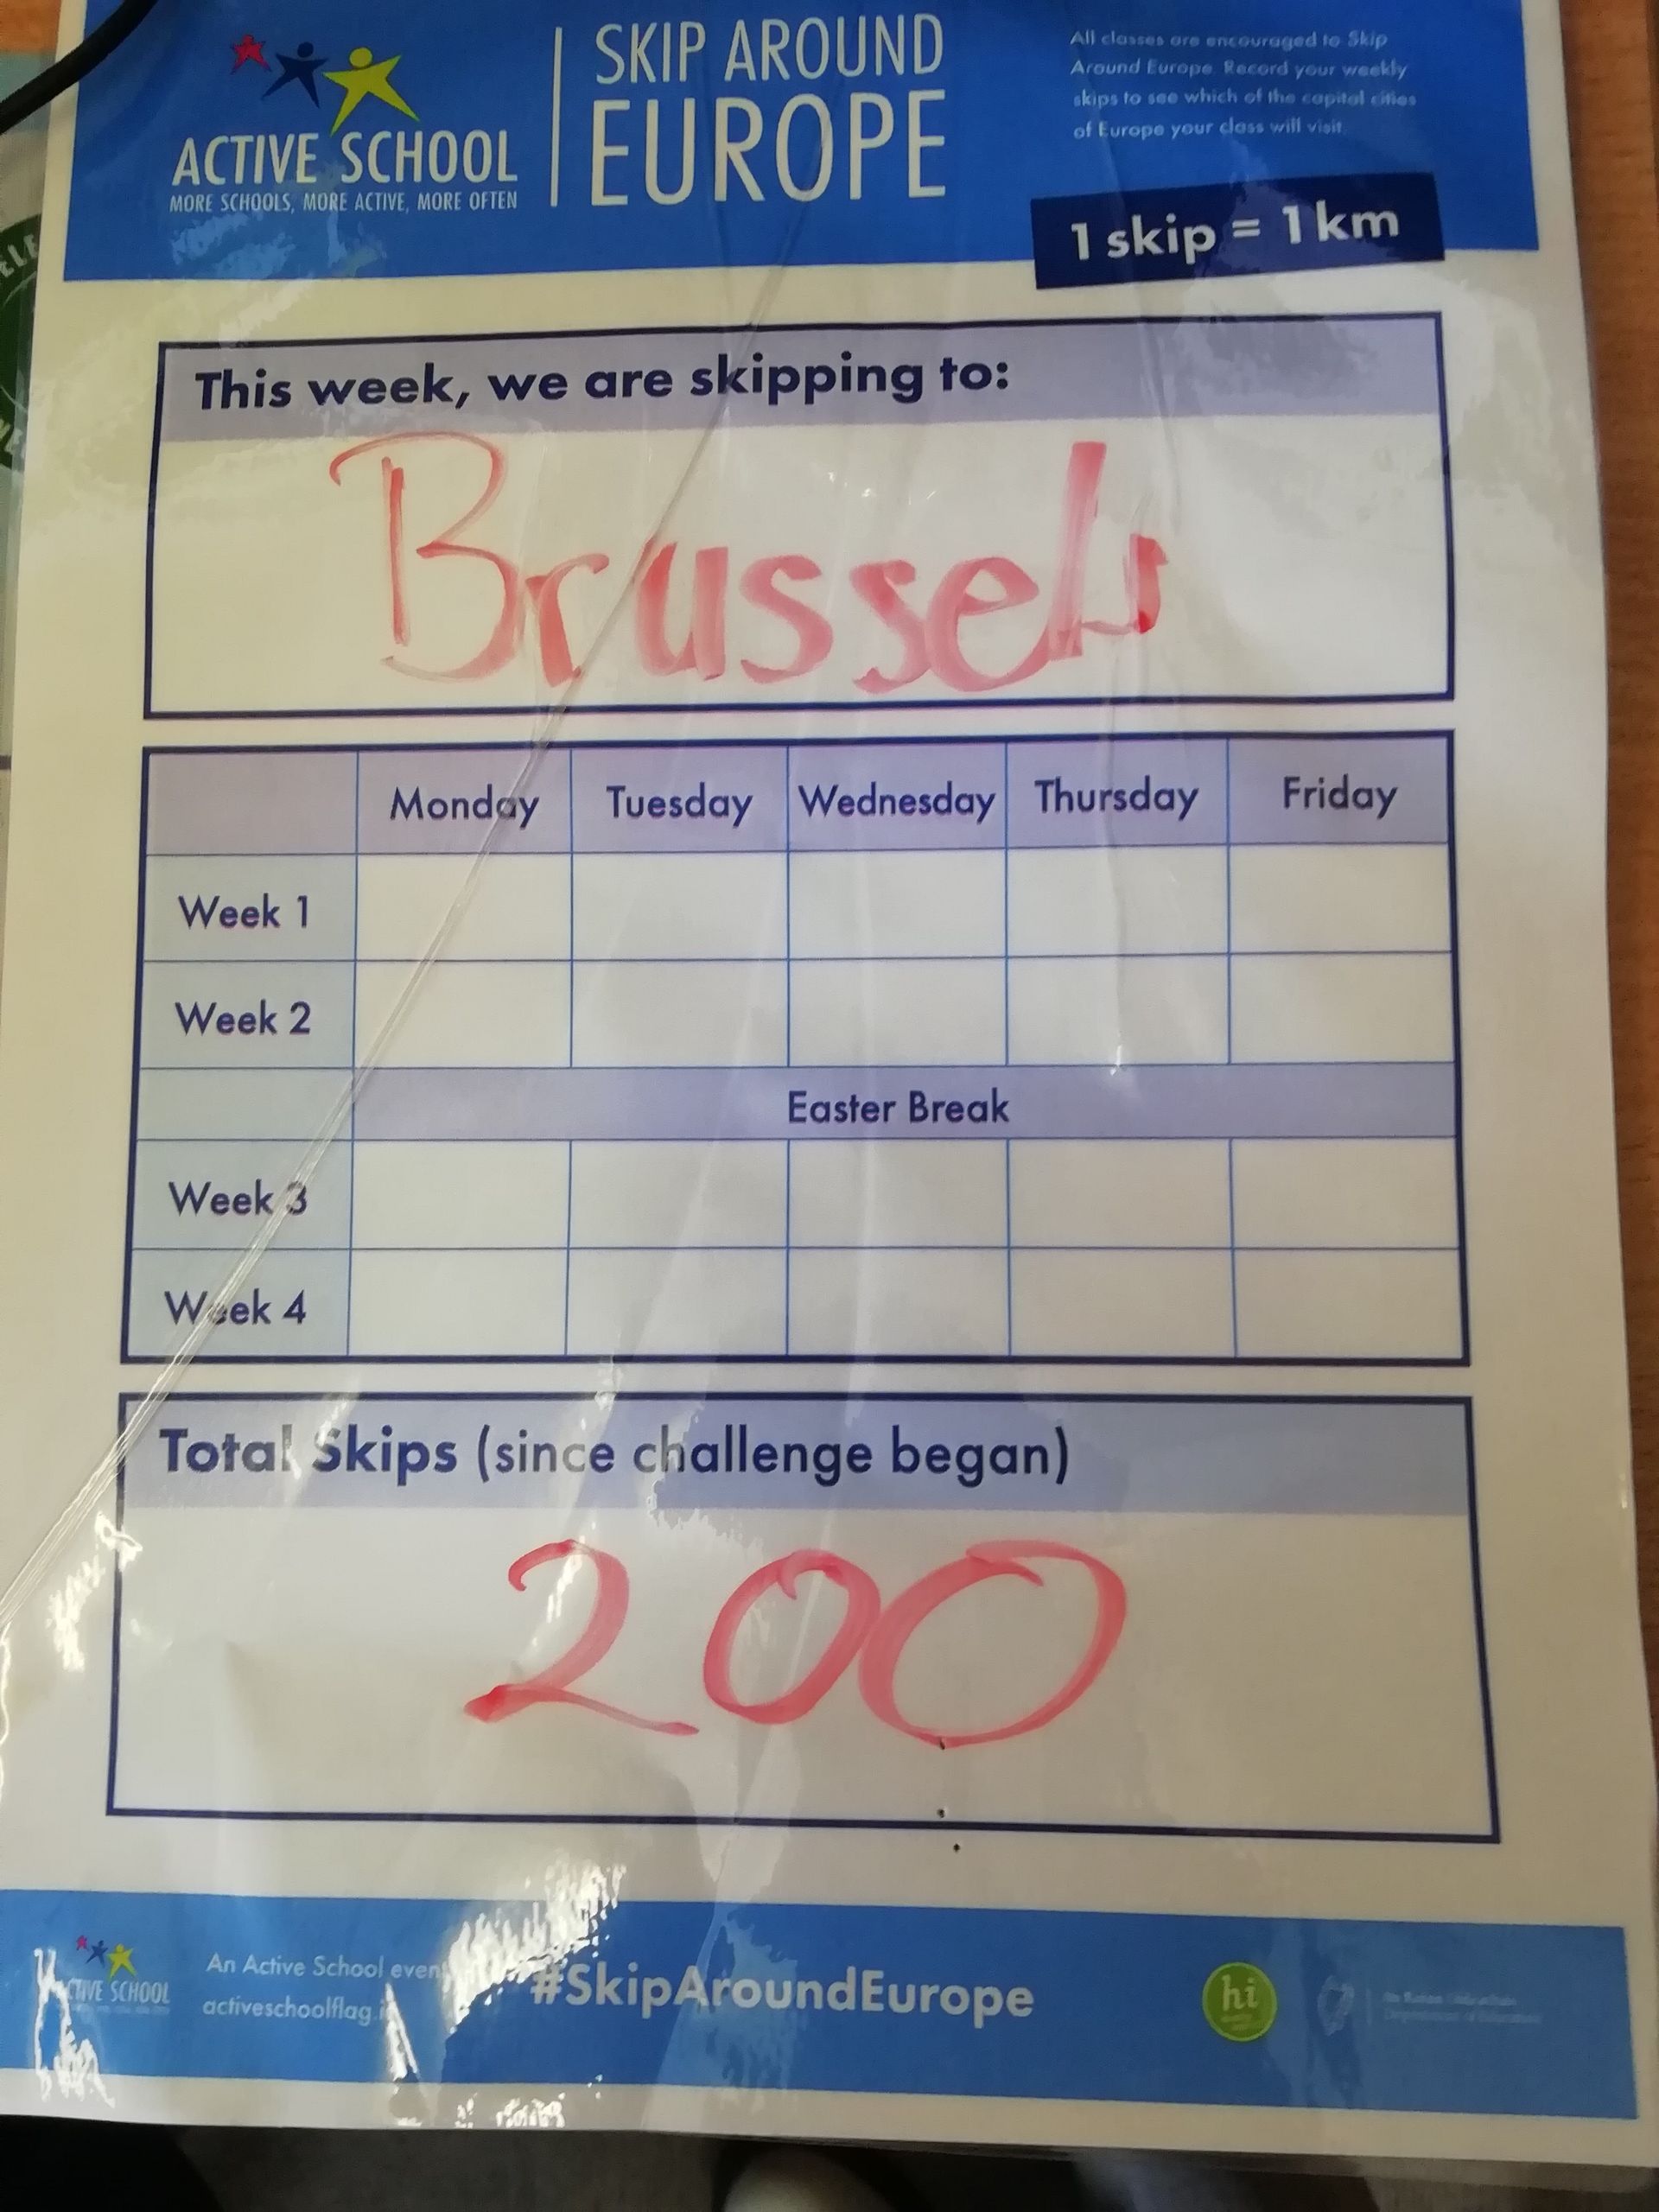 ACTIVE SCHOOL
MORE SCHOOLS, MORE ACTIVE, MORE OFTEN
SKIP AROUND
EUROPE
All classes are encouraged to Skip
Around Europe. Record your weekly
skips to see which of the capital cities
of Europe your class will visit.
1 skip = 1 km
This week, we are skipping to:
Brussels
Monday Tuesday Wednesday Thursday Friday
Week 1
Week 2
Easter Break
Week 3
Week 4
Total Skips (since challenge began)
200
ACTIVE SCHOOL
An Active School event
activeschoolflag.ie
#SkipAroundEurope
hi